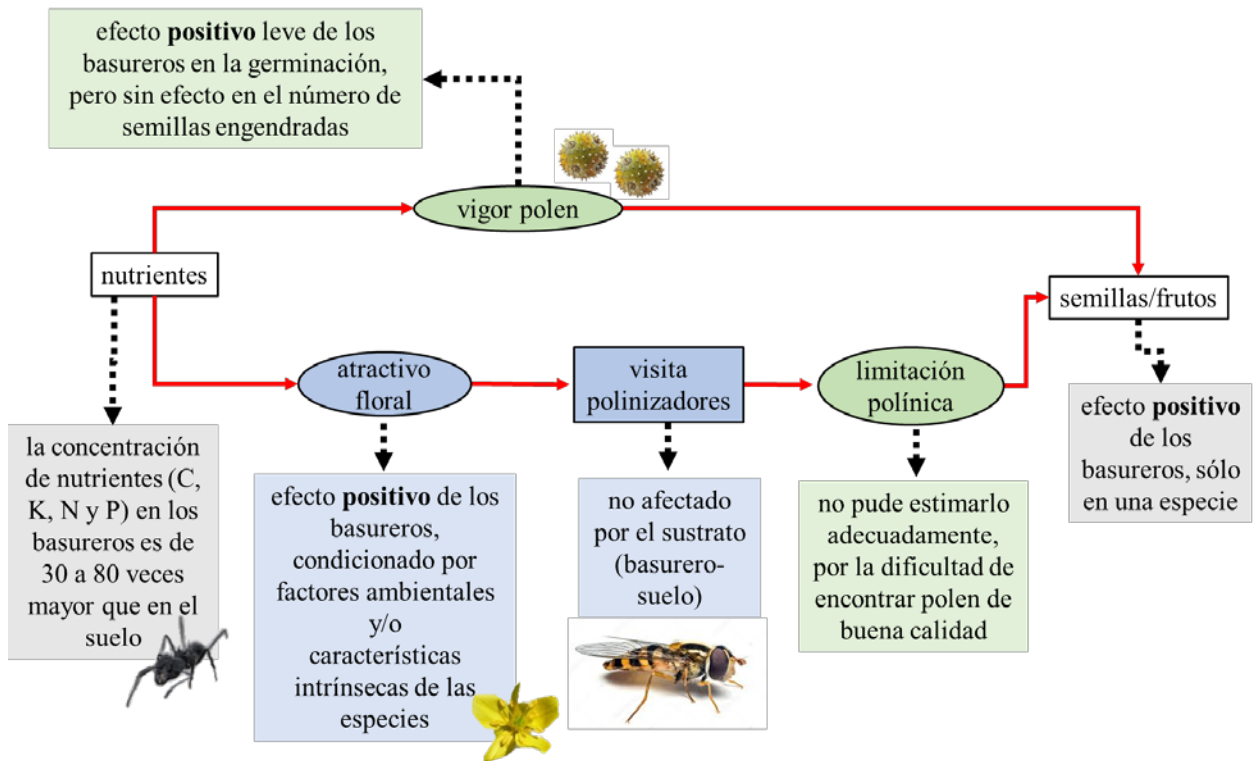 efecto positivo leve de los
basureros en la germinación,
pero sin efecto en el número de
semillas engendradas
vigor polen
nutrientes
semillas/frutos
atractivo
floral
visita
polinizadores
limitación
polínica
la concentración
de nutrientes (C,
K, N y P) en los
basureros es de
30 a 80 veces
mayor que en el
suelo
efecto positivo de los
basureros,
condicionado por
factores ambientales
y/o
características
intrínsecas de las
especies
no afectado
por el sustrato
(basurero-
suelo)
no pude estimarlo
adecuadamente,
por la dificultad de
encontrar polen de
buena calidad
efecto positivo
de los
basureros, sólo
en una especie